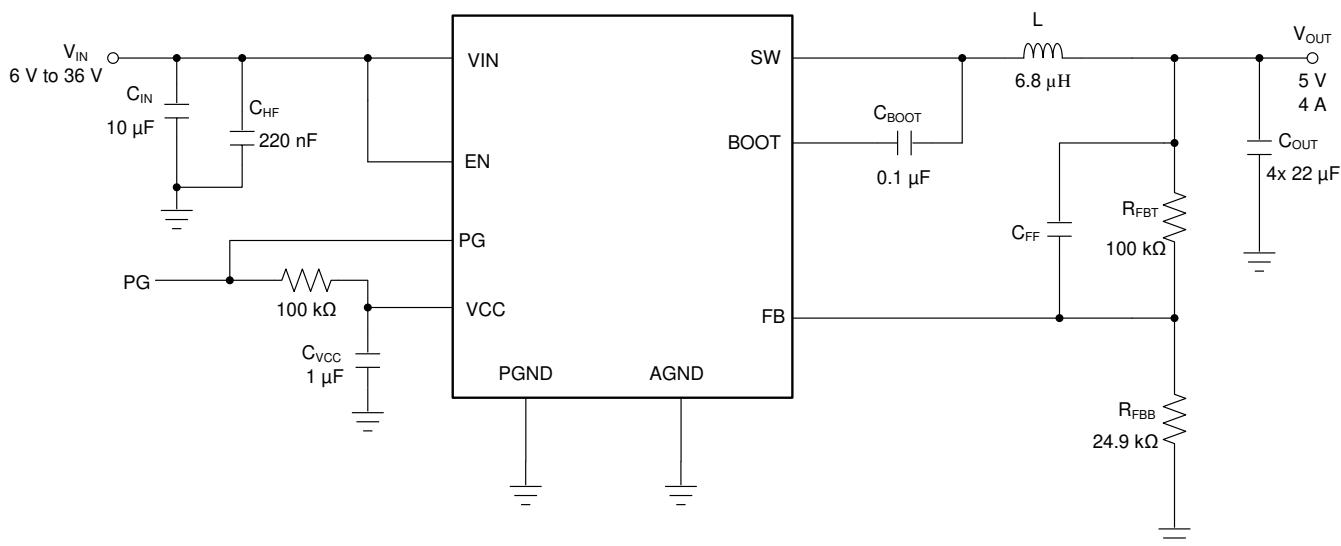 V_IN
6 V to 36 V
C_IN
10 µF
C_HF
220 nF
VIN
EN
PG
PG
100 kΩ
VCC
C_VCC
1 µF
PGND
AGND
SW
BOOT
FB
C_BOOT
0.1 µF
L
6.8 µH
C_FF
R_FBT
100 kΩ
R_FBB
24.9 kΩ
V_OUT
5 V
4 A
C_OUT
4x 22 µF